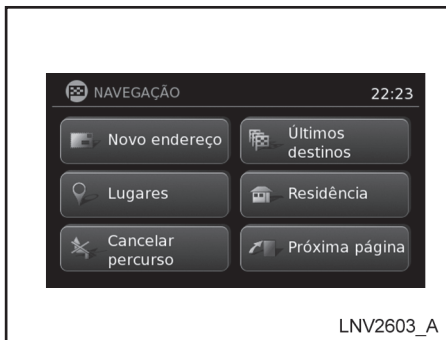 NAVEGAÇÃO 22:23
Novo endereço
Últimos
destinos
Lugares
Residência
Cancelar
percurso
Próxima página
LNV2603_A